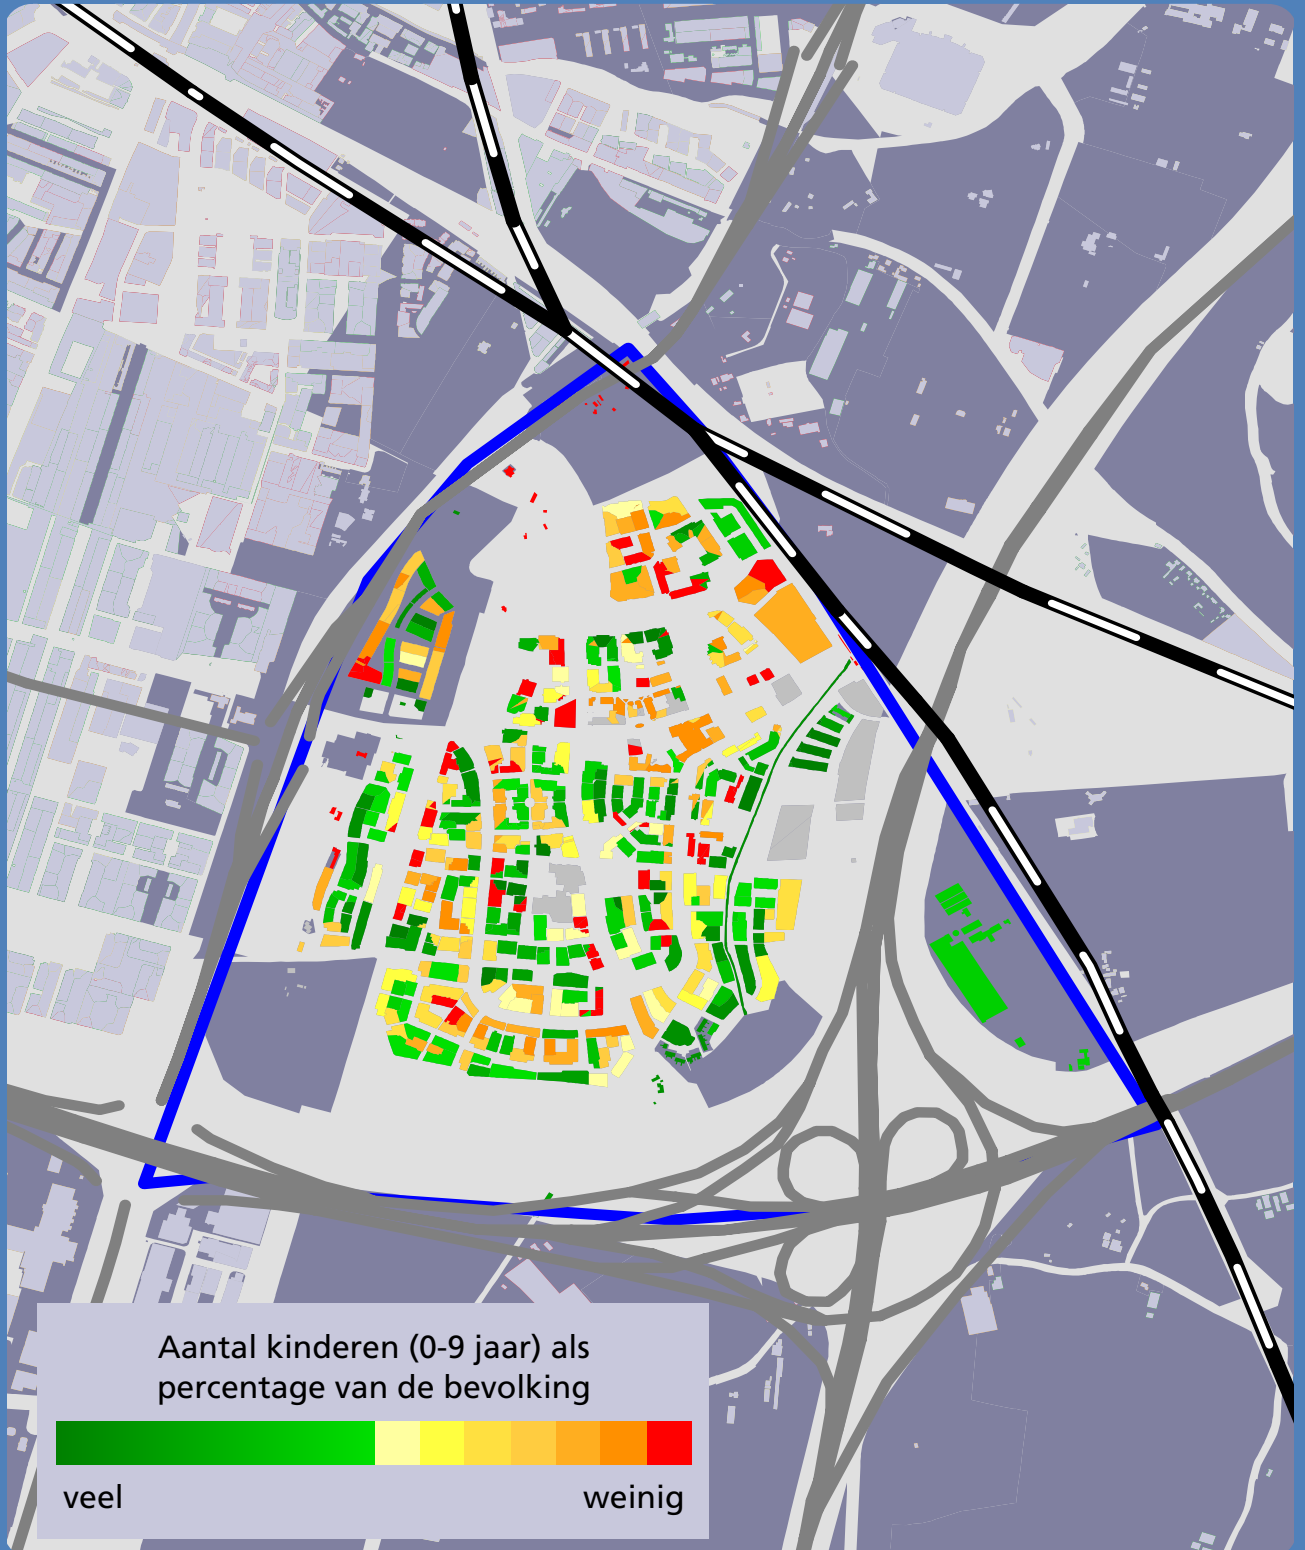 Aantal kinderen (0-9 jaar) als
percentage van de bevolking
veel weinig